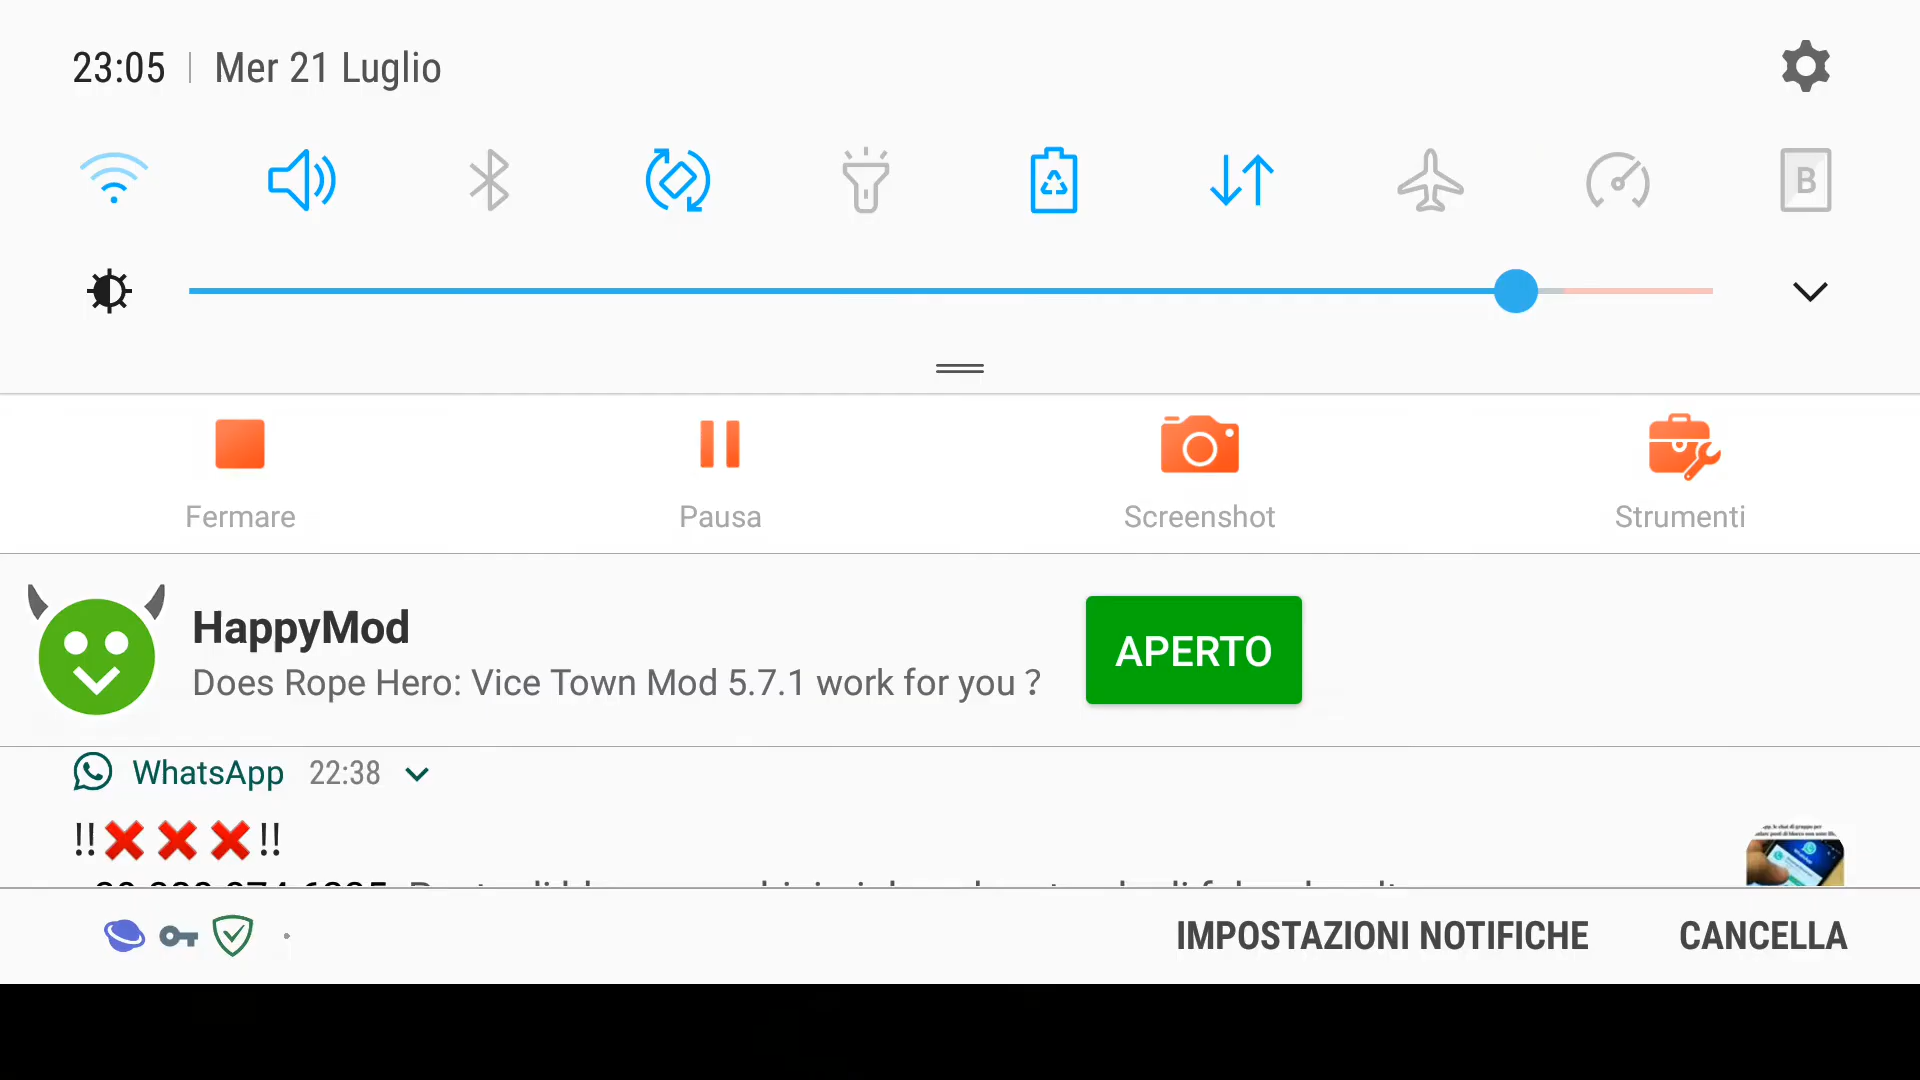 23:05 | Mer 21 Luglio
B
Fermare
Pausa
Screenshot
Strumenti
HappyMod
Does Rope Hero: Vice Town Mod 5.7.1 work for you ?
APERTO
WhatsApp 22:38
‼❌❌❌‼
IMPOSTAZIONI NOTIFICHE
CANCELLA